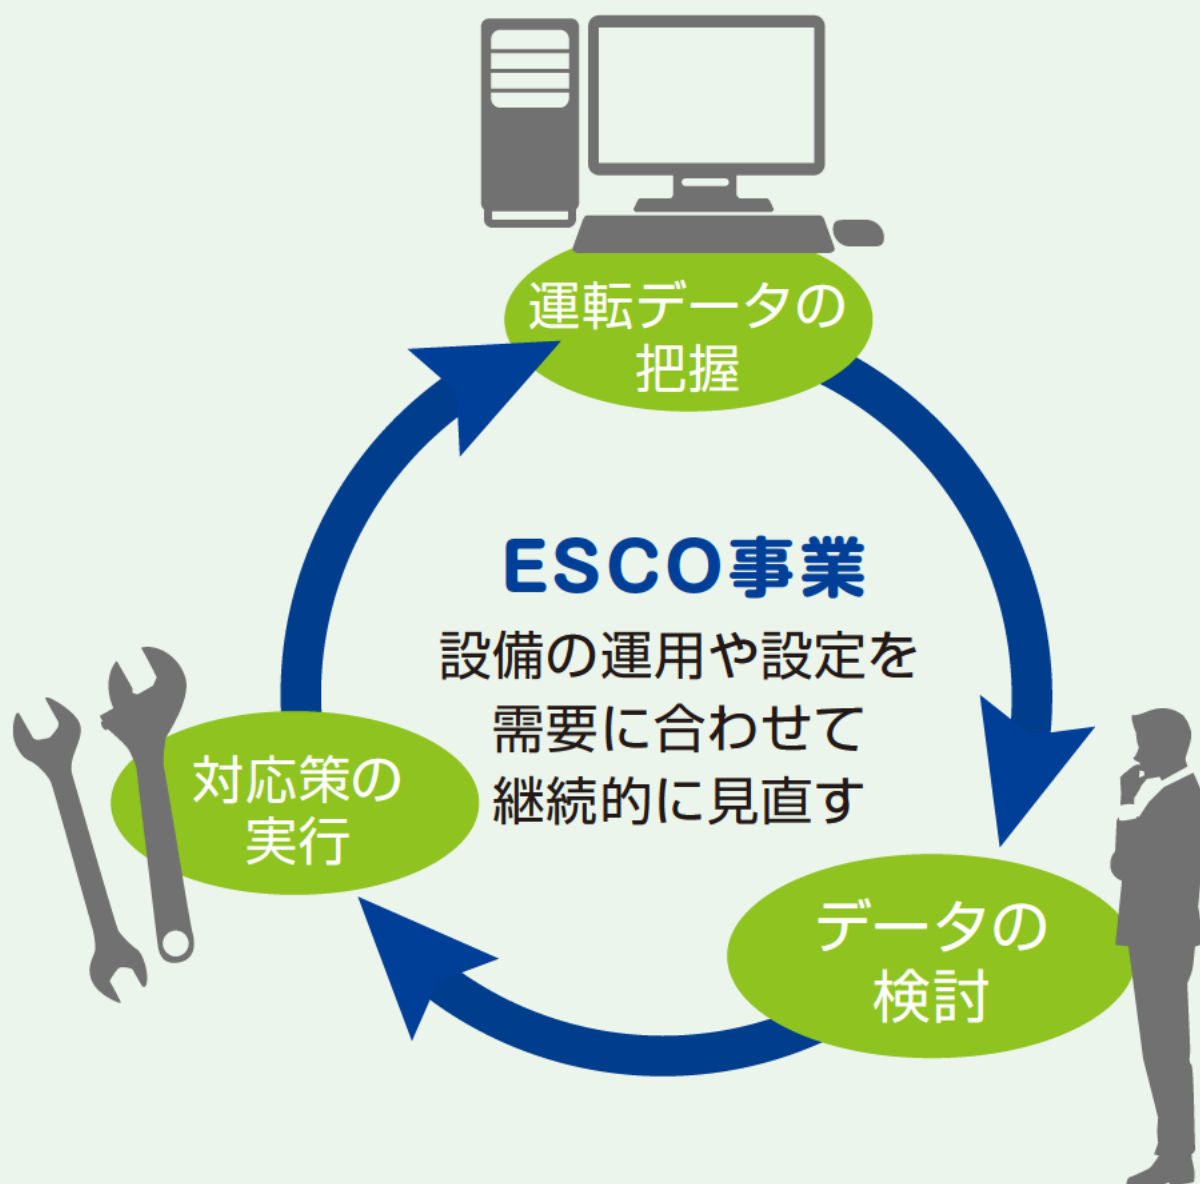 運転データの
把握
ESCO事業
設備の運用や設定を
需要に合わせて
継続的に見直す
対応策の
実行
データの
検討